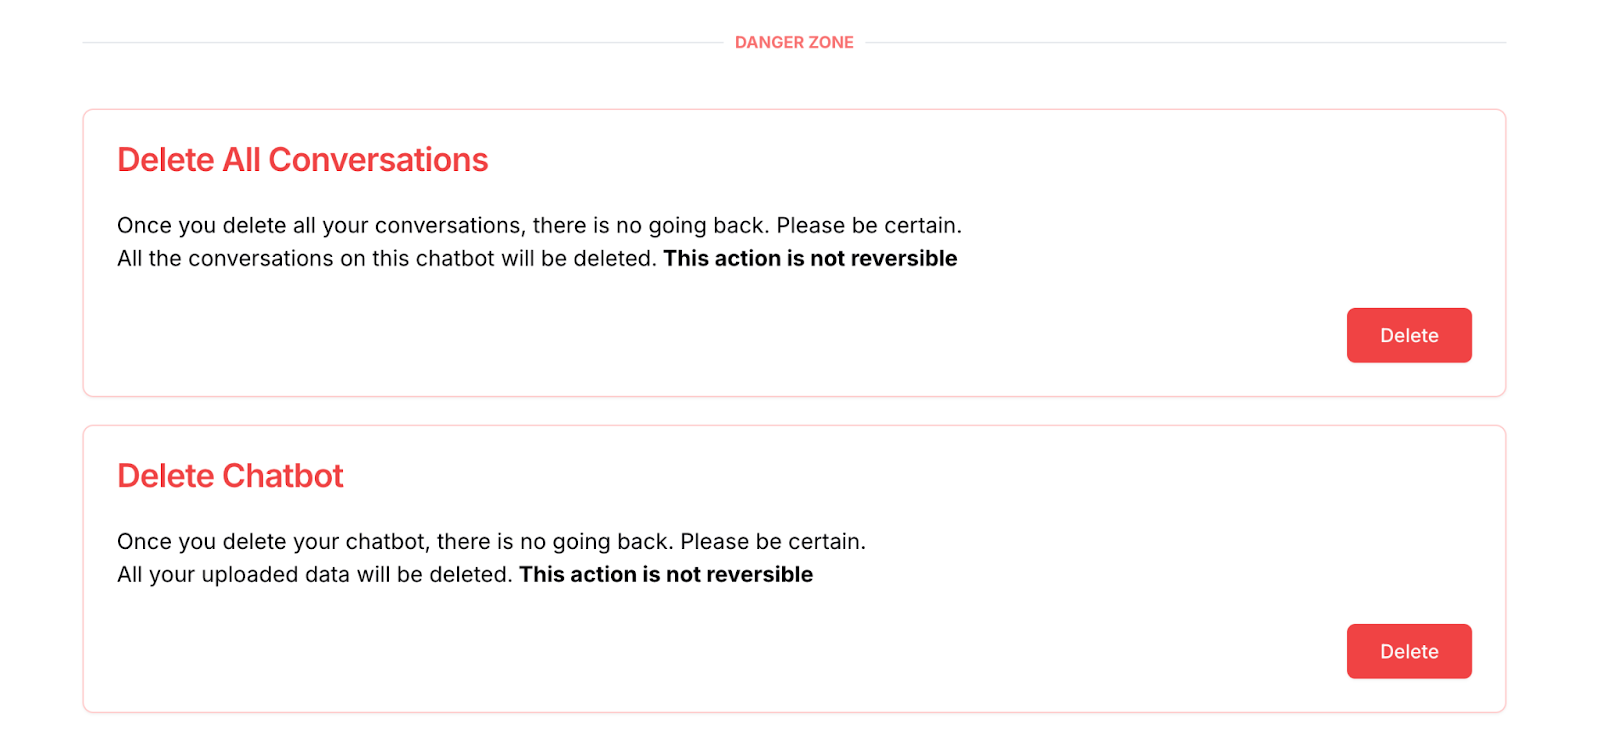 DANGER ZONE
Delete All Conversations
Once you delete all your conversations, there is no going back. Please be certain.
All the conversations on this chatbot will be deleted. This action is not reversible
Delete
Delete Chatbot
Once you delete your chatbot, there is no going back. Please be certain.
All your uploaded data will be deleted. This action is not reversible
Delete